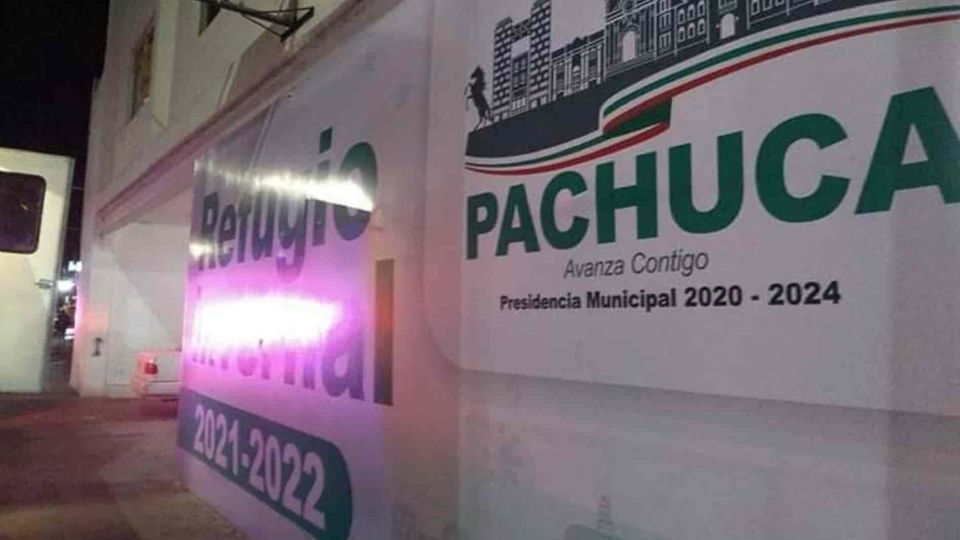 Refugio
Invernal
2021-2022
PACHUCA
Avanza Contigo
Presidencia Municipal 2020 - 2024